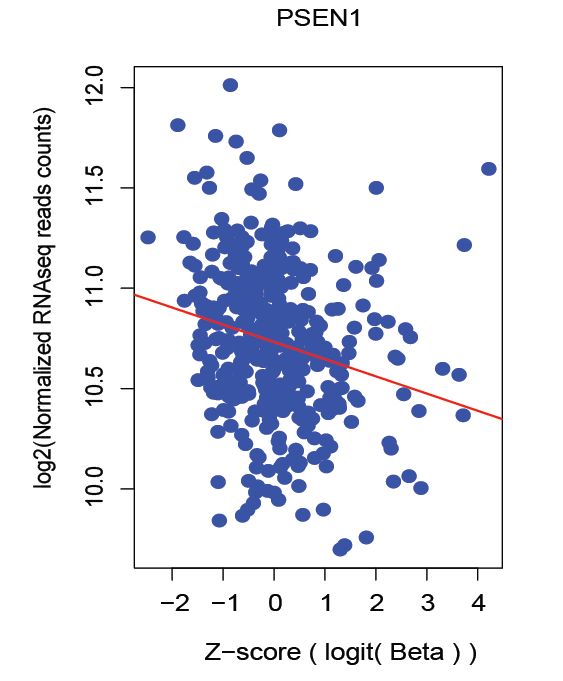 PSEN1
log2(Normalized RNAseq reads counts)
12.0
11.5
11.0
10.5
10.0
−2 −1 0 1 2 3 4
Z−score ( logit( Beta ) )